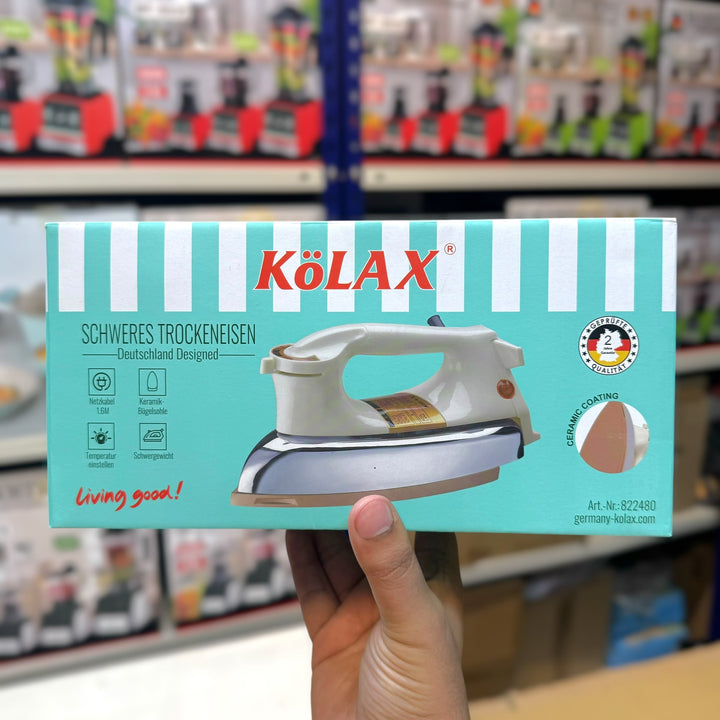 KöLAX®
SCHWERES TROCKENEISEN
Deutschland Designed
Netzkabel
1.6M
Keramik-
Bügelsohle
Temperatur
einstellen
Schwergewicht
Living good!
GEPRÜFTE
2
QUALITÄT
CERAMIC COATING
Art.-Nr.: 822480
germany-kolax.com